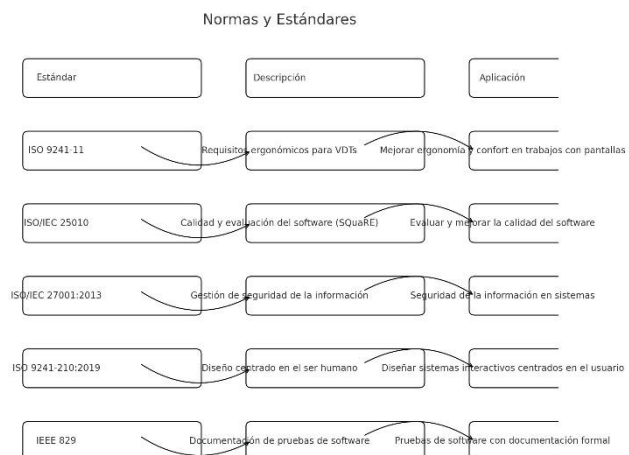 Normas y Estándares
Estándar Descripción Aplicación
ISO 9241-11 Requisitos ergonómicos para VDTs Mejorar ergonomía y confort en trabajos con pantallas
ISO/IEC 25010 Calidad y evaluación del software (SQuaRE) Evaluar y mejorar la calidad del software
ISO/IEC 27001:2013 Gestión de seguridad de la información Seguridad de la información en sistemas
ISO 9241-210:2019 Diseño centrado en el ser humano Diseñar sistemas interactivos centrados en el usuario
IEEE 829 Documentación de pruebas de software Pruebas de software con documentación formal